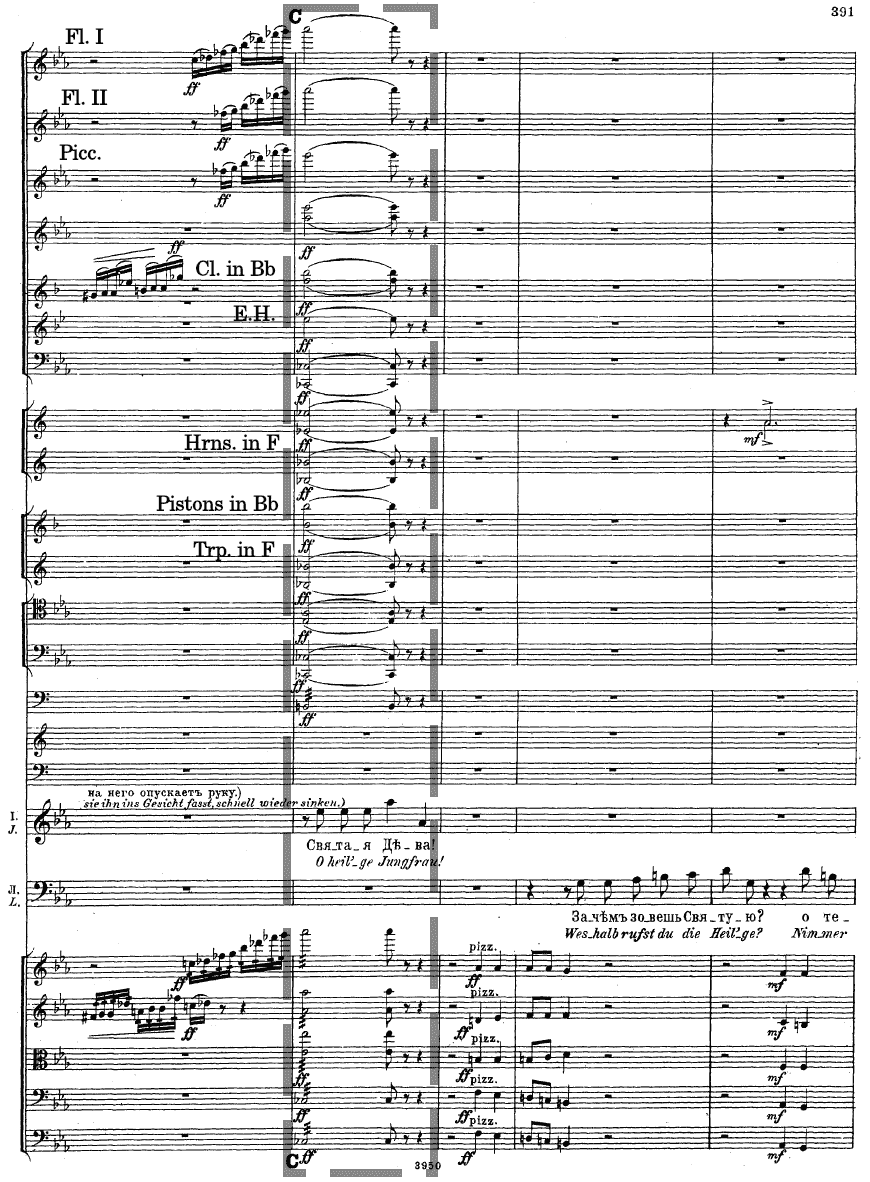 391
C
Fl. I
ff
Fl. II
ff
Picc.
ff
ff
ff
Cl. in Bb
ff
E.H.
ff
ff
mf
Hrns. in F
ff
ff
Pistons in Bb
ff
Trp. in F
ff
ff
ff
на него опускаетъ руку.)
sie ihn ins Gesicht fasst, schnell wieder sinken.)
I.
J.
Свя_та_я Дѣ_ва!
O heil'_ge Jungfrau!
Л.
L.
За_чѣмъ зо_вешь Свя_ту_ю? о те_
Wes_halb rufst du die Heil'_ge? Nim_mer
pizz.
ff ff mf
pizz.
ff ff mf
pizz.
ff ff mf
pizz.
ff ff mf
pizz.
C ff ff mf
3950